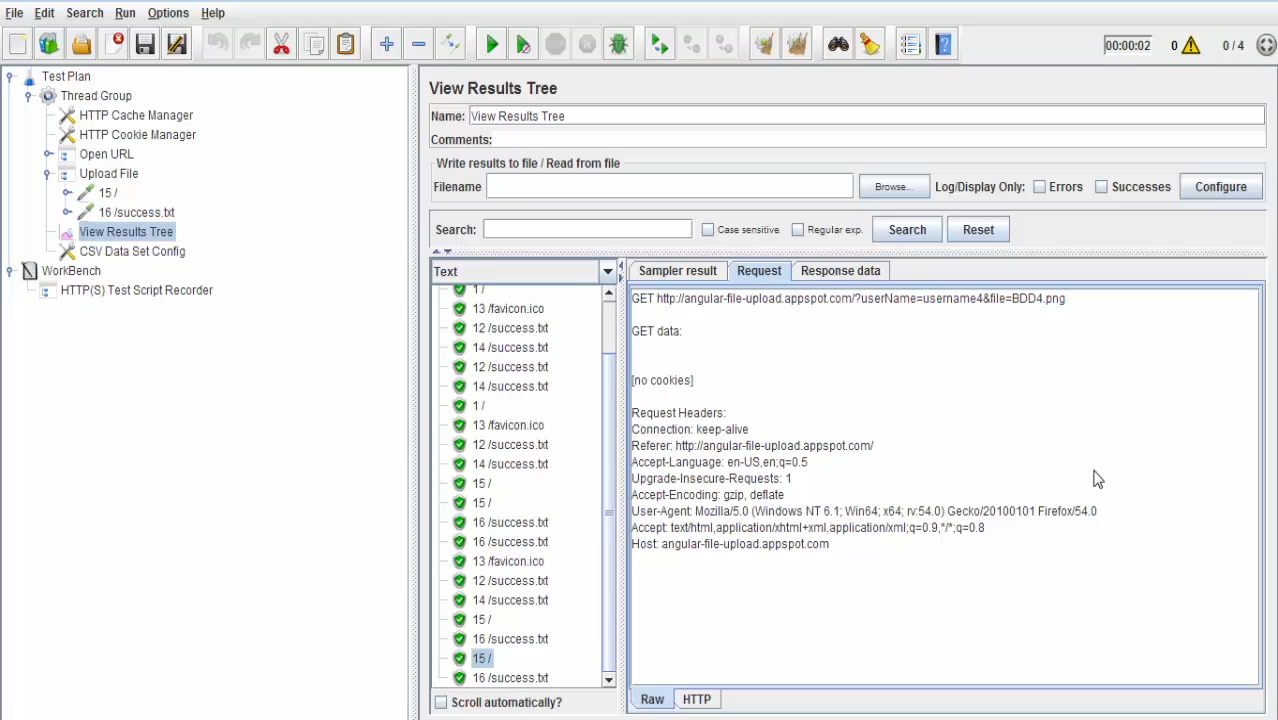 File Edit Search Run Options Help
00:00:02 0 0 / 4
Test Plan
Thread Group
HTTP Cache Manager
HTTP Cookie Manager
Open URL
Upload File
15 /
16 /success.txt
View Results Tree
CSV Data Set Config
WorkBench
HTTP(S) Test Script Recorder
View Results Tree
Name: View Results Tree
Comments:
Write results to file / Read from file
Filename Browse... Log/Display Only: Errors Successes Configure
Search: Case sensitive Regular exp. Search Reset
Text
1 /
13 /favicon.ico
12 /success.txt
14 /success.txt
12 /success.txt
14 /success.txt
1 /
13 /favicon.ico
12 /success.txt
14 /success.txt
15 /
15 /
16 /success.txt
16 /success.txt
13 /favicon.ico
12 /success.txt
14 /success.txt
15 /
16 /success.txt
15 /
16 /success.txt
Scroll automatically?
Sampler result Request Response data
GET http://angular-file-upload.appspot.com/?userName=username4&file=BDD4.png
GET data:
[no cookies]
Request Headers:
Connection: keep-alive
Referer: http://angular-file-upload.appspot.com/
Accept-Language: en-US,en;q=0.5
Upgrade-Insecure-Requests: 1
Accept-Encoding: gzip, deflate
User-Agent: Mozilla/5.0 (Windows NT 6.1; Win64; x64; rv:54.0) Gecko/20100101 Firefox/54.0
Accept: text/html,application/xhtml+xml,application/xml;q=0.9,*/*;q=0.8
Host: angular-file-upload.appspot.com
Raw HTTP